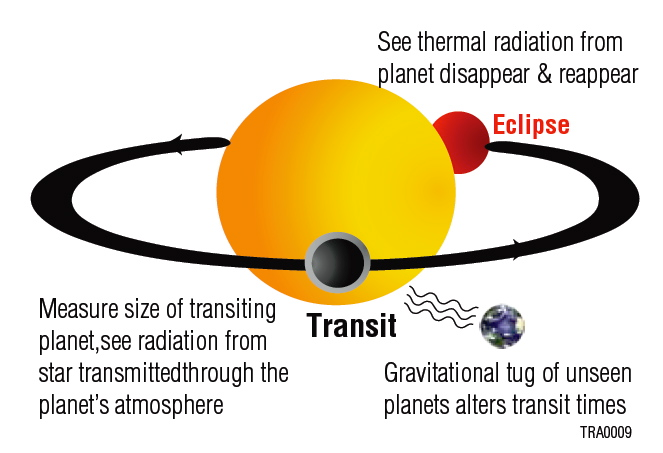 See thermal radiation from
planet disappear & reappear
Eclipse
Transit
Measure size of transiting
planet,see radiation from
star transmittedthrough the
planet's atmosphere
Gravitational tug of unseen
planets alters transit times
TRA0009